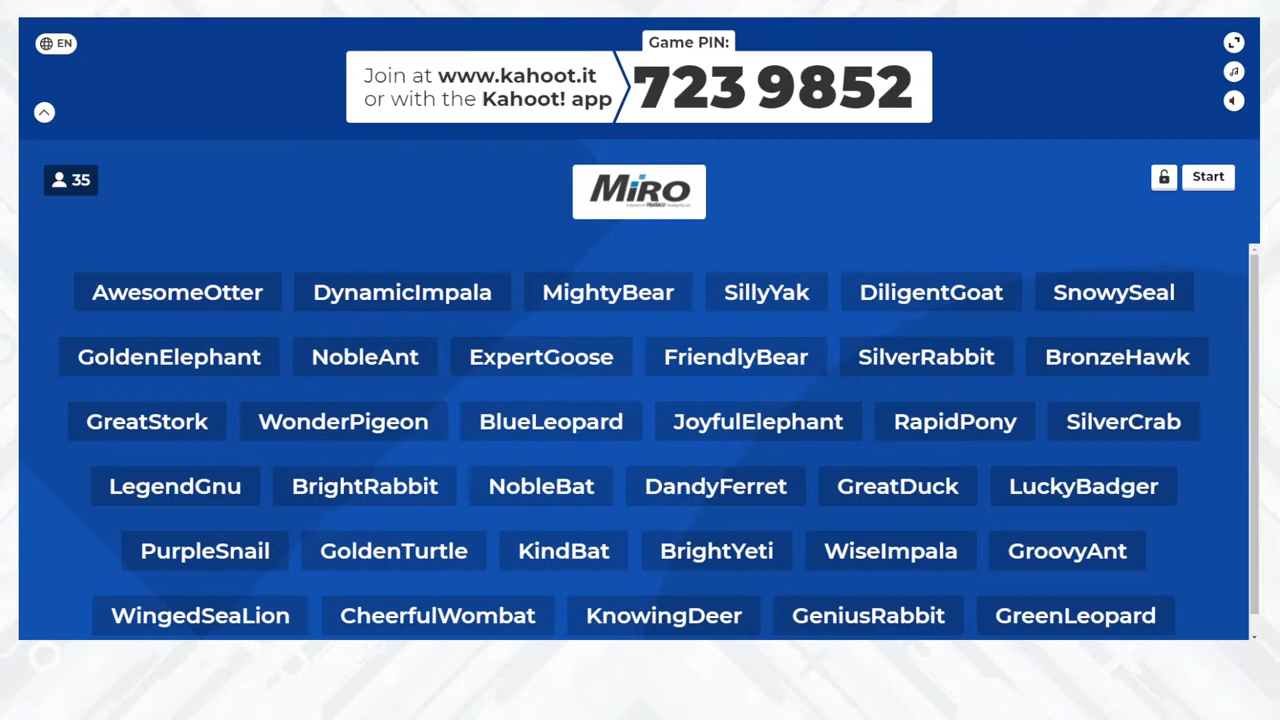 EN
Game PIN:
Join at www.kahoot.it
or with the Kahoot! app
723 9852
35
MiRO
Start
AwesomeOtter DynamicImpala MightyBear SillyYak DiligentGoat SnowySeal
GoldenElephant NobleAnt ExpertGoose FriendlyBear SilverRabbit BronzeHawk
GreatStork WonderPigeon BlueLeopard JoyfulElephant RapidPony SilverCrab
LegendGnu BrightRabbit NobleBat DandyFerret GreatDuck LuckyBadger
PurpleSnail GoldenTurtle KindBat BrightYeti WiseImpala GroovyAnt
WingedSeaLion CheerfulWombat KnowingDeer GeniusRabbit GreenLeopard